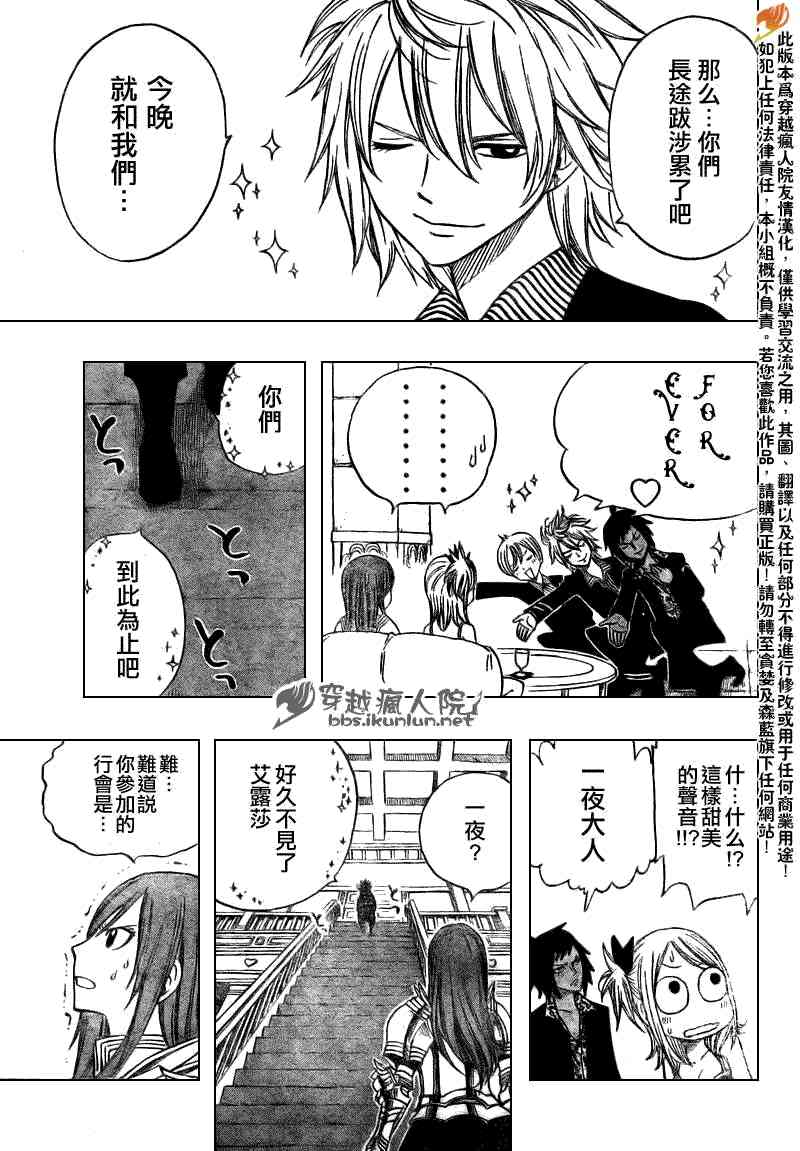 那么…你們
長途跋涉累了吧
今晚
就和我們…
FOR
EVER
♡
………
………
你們
到此為止吧
とっ
とっ
とっ
什…什么!?
這樣甜美
的聲音!!?
一夜大人
一夜？
好久不見了
艾露莎
難…
難道説
你參加的
行會是…
穿越瘋人院
bbs.ikunlun.net
此版本爲穿越瘋人院友情漢化，僅供學習交流之用，其圖、翻譯以及任何部分不得進行修改或用于任何商業用途！
如犯上任何法律責任，本小組概不負責。若您喜歡此作品，請購買正版！請勿轉至貪婪及森藍旗下任何網站！